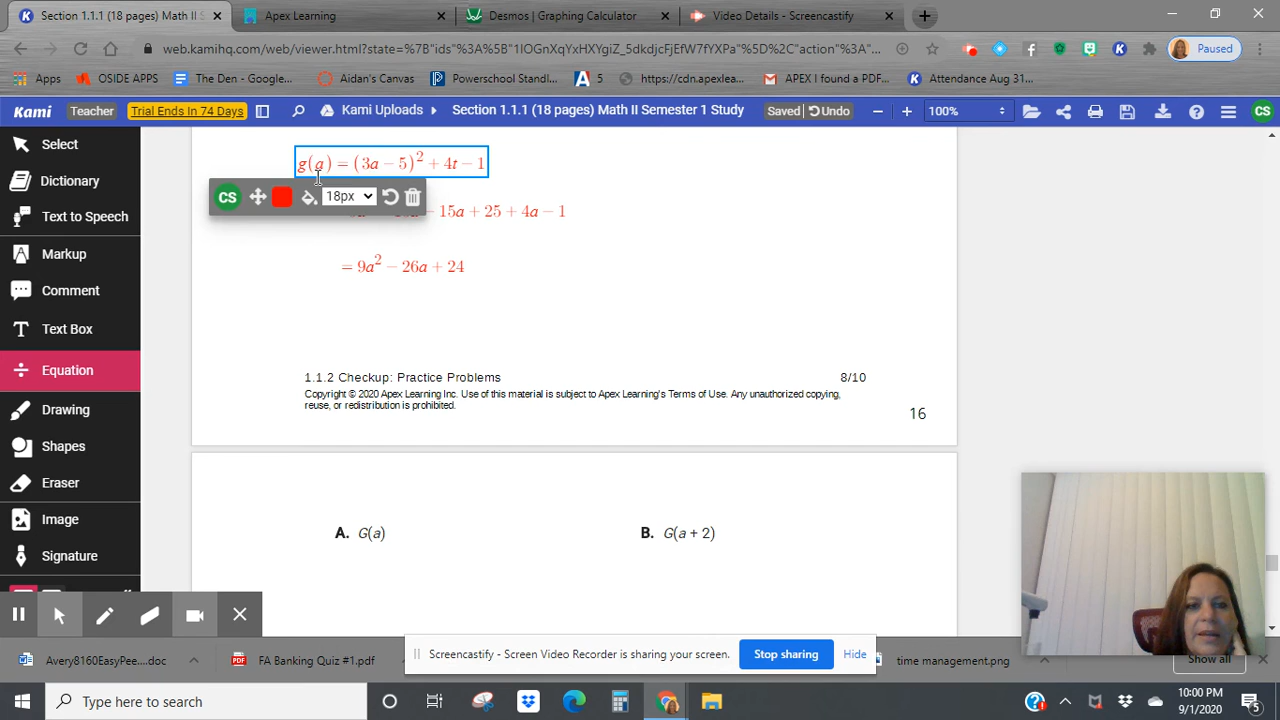 Section 1.1.1 (18 pages) Math II × Apex Learning × Desmos | Graphing Calculator × Video Details - Screencastify ×
web.kamihq.com/web/viewer.html?state=%7B"ids"%3A%5B"1IOGnXqYxHXYgiZ_5dkdjcFjEfW7fYXPa"%5D%2C"action"%3A"... Paused
Apps OSIDE APPS The Den - Google... Aidan's Canvas Powerschool Standl... 5 https://cdn.apexlea... APEX I found a PDF... Attendance Aug 31...
Kami Teacher Trial Ends In 74 Days Kami Uploads Section 1.1.1 (18 pages) Math II Semester 1 Study Saved Undo 100% CS
Select
Dictionary
Text to Speech
Markup
Comment
Text Box
Equation
Drawing
Shapes
Eraser
Image
Signature
g(a) = (3a − 5)² + 4t − 1
CS 18px
− 15a + 25 + 4a − 1
= 9a² − 26a + 24
1.1.2 Checkup: Practice Problems 8/10
Copyright © 2020 Apex Learning Inc. Use of this material is subject to Apex Learning's Terms of Use. Any unauthorized copying,
reuse, or redistribution is prohibited.
16
A. G(a) B. G(a + 2)
Screencastify - Screen Video Recorder is sharing your screen. Stop sharing Hide
Avery8160EasyPee....doc FA Banking Quiz #1.pdf time management.png Show all
Type here to search
10:00 PM
9/1/2020
5